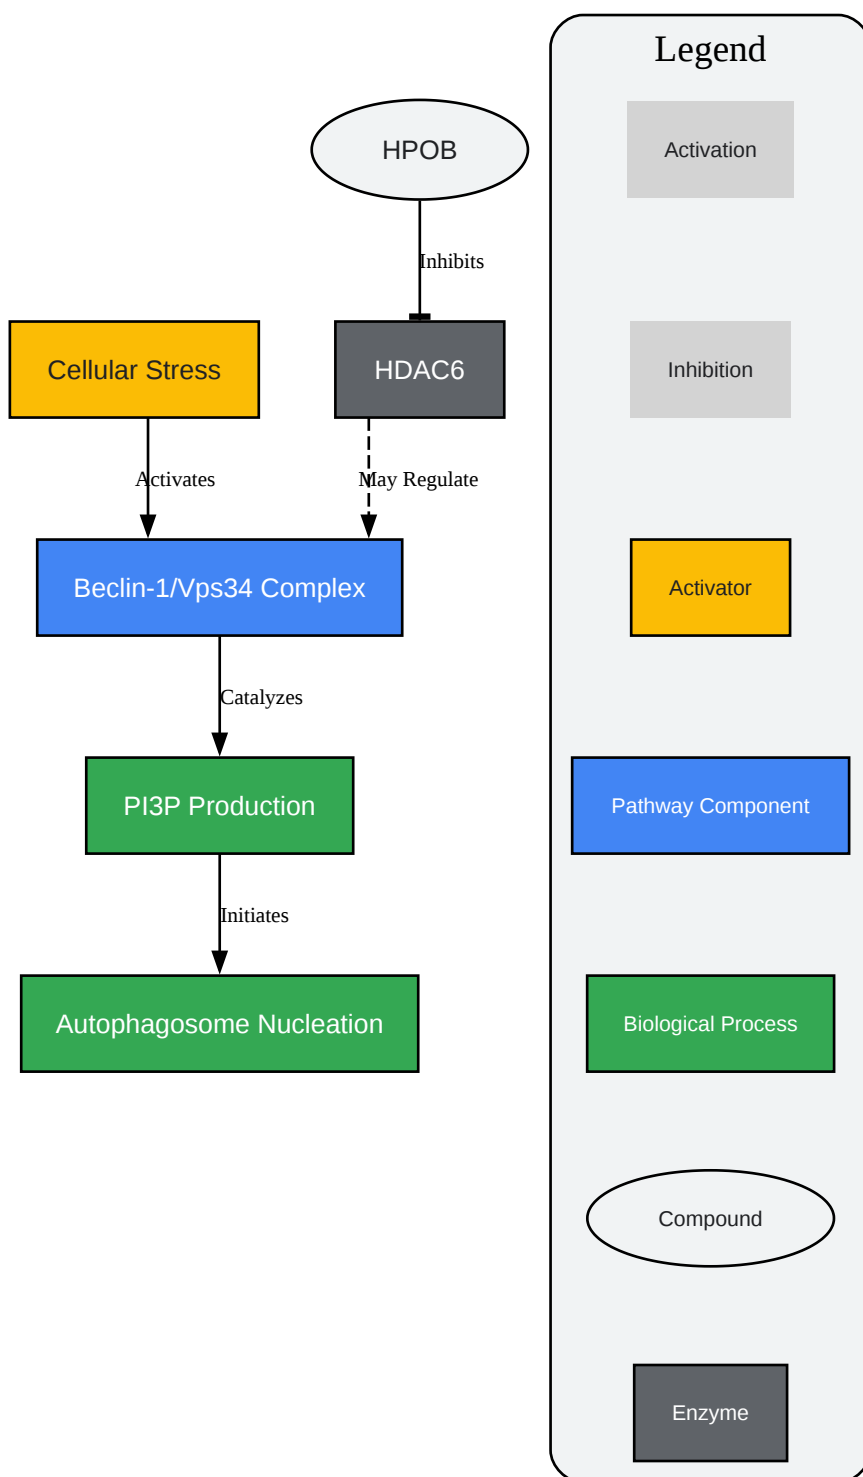 HPOB
Inhibits
Cellular Stress
HDAC6
Activates
May Regulate
Beclin-1/Vps34 Complex
Catalyzes
PI3P Production
Initiates
Autophagosome Nucleation
Legend
Activation
Inhibition
Activator
Pathway Component
Biological Process
Compound
Enzyme